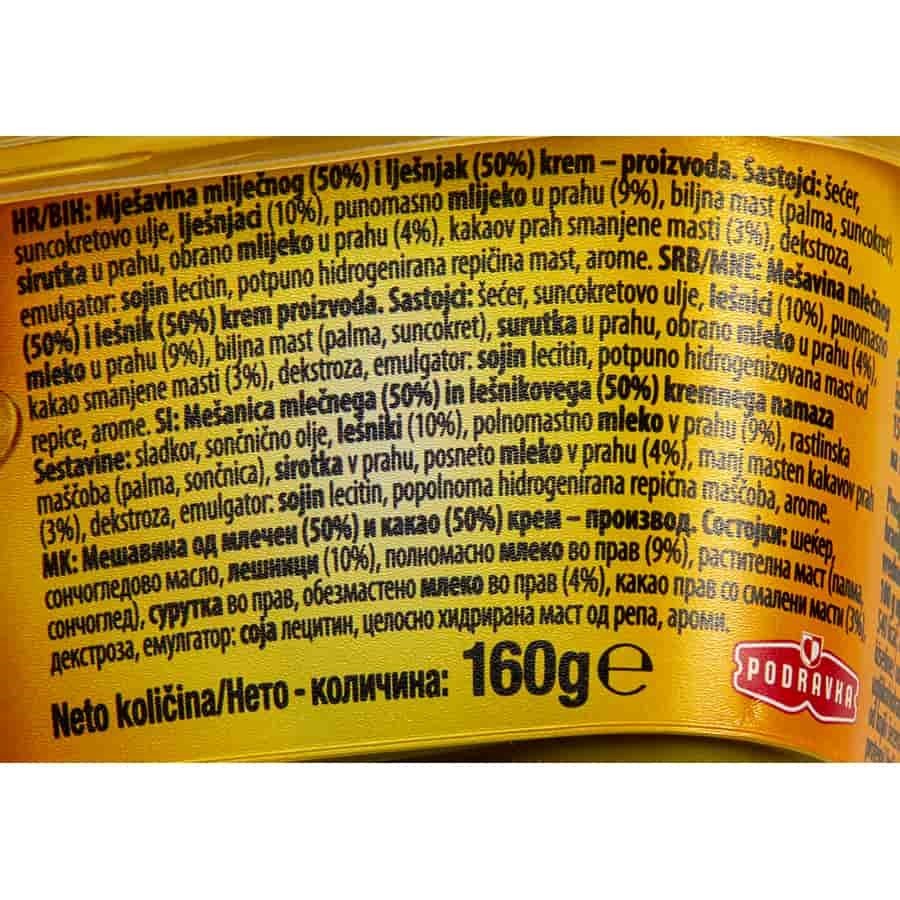 HR/BIH: Mješavina mliječnog (50%) i lješnjak (50%) krem – proizvoda. Sastojci: šećer,
suncokretovo ulje, lješnjaci (10%), punomasno mlijeko u prahu (9%), biljna mast (palma, suncokret),
sirutka u prahu, obrano mlijeko u prahu (4%), kakaov prah smanjene masti (3%), dekstroza,
emulgator: sojin lecitin, potpuno hidrogenirana repičina mast, arome. SRB/MNE: Mešavina mlečnog
(50%) i lešnik (50%) krem proizvoda. Sastojci: šećer, suncokretovo ulje, lešnici (10%), punomasno
mleko u prahu (9%), biljna mast (palma, suncokret), surutka u prahu, obrano mleko u prahu (4%),
kakao smanjene masti (3%), dekstroza, emulgator: sojin lecitin, potpuno hidrogenizovana mast od
repice, arome. SI: Mešanica mlečnega (50%) in lešnikovega (50%) kremnega namaza
Sestavine: sladkor, sončnično olje, lešniki (10%), polnomastno mleko v prahu (9%), rastlinska
maščoba (palma, sončnica), sirotka v prahu, posneto mleko v prahu (4%), manj masten kakavov prah
(3%), dekstroza, emulgator: sojin lecitin, popolnoma hidrogenirana repična maščoba, arome.
МК: Мешавина од млечен (50%) и какао (50%) крем – производ. Состојки: шеќер,
сончогледово масло, лешници (10%), полномасно млеко во прав (9%), растителна маст (палма,
сончоглед), сурутка во прав, обезмастено млеко во прав (4%), какао прав со смалени масти (3%),
декстроза, емулгатор: соја лецитин, целосно хидрирана маст од репа, ароми.
Neto količina/Нето - количина: 160g e
PODRAVKA